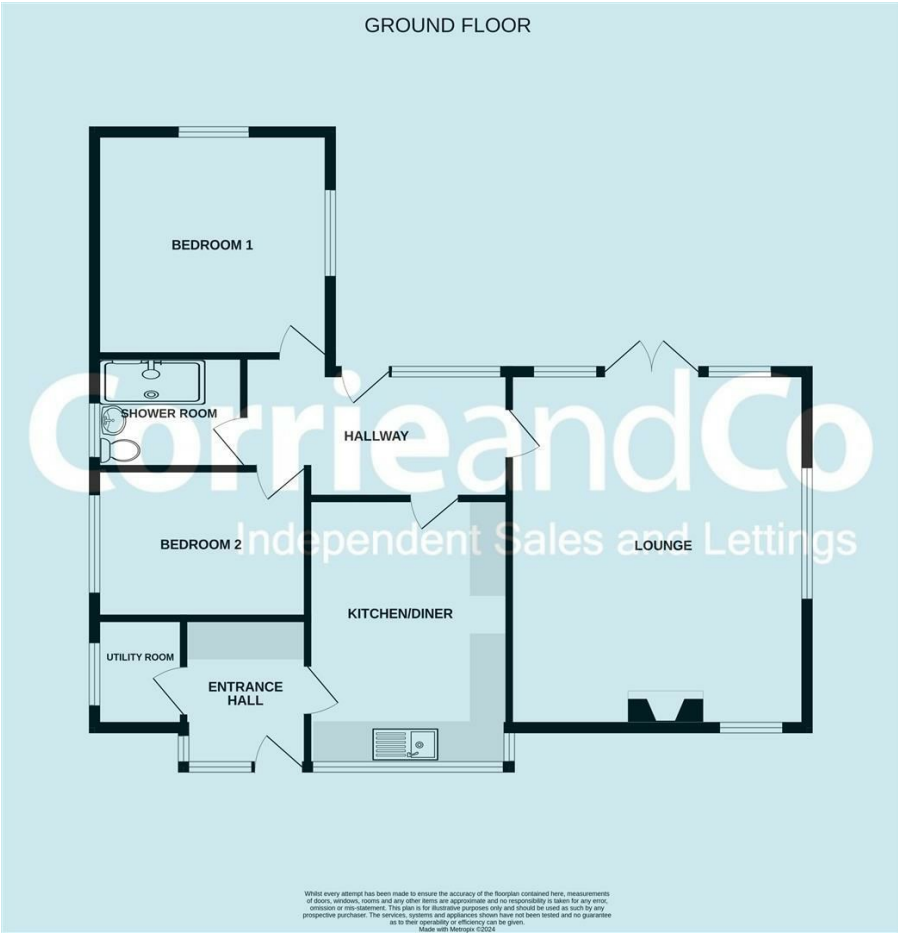 GROUND FLOOR
BEDROOM 1
SHOWER ROOM
CorrieandCo
HALLWAY
Independent Sales and Lettings
BEDROOM 2
LOUNGE
KITCHEN/DINER
UTILITY ROOM
ENTRANCE
HALL
Whilst every attempt has been made to ensure the accuracy of the floorplan contained here, measurements
of doors, windows, rooms and any other items are approximate and no responsibility is taken for any error,
omission or mis-statement. This plan is for illustrative purposes only and should be used as such by any
prospective purchaser. The services, systems and appliances shown have not been tested and no guarantee
as to their operability or efficiency can be given.
Made with Metropix ©2024